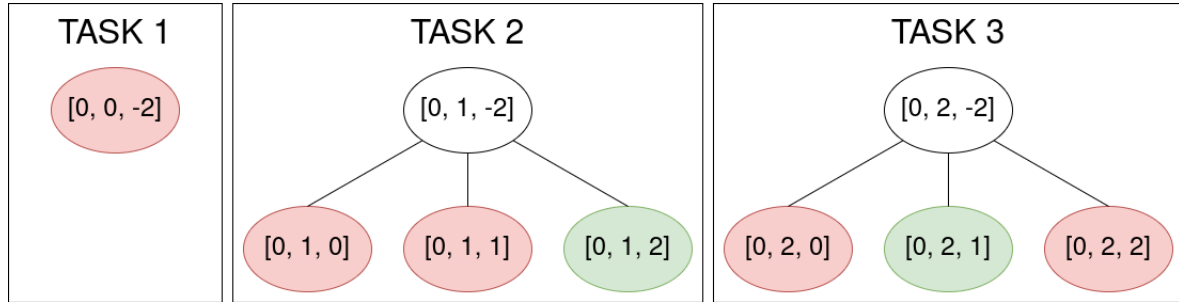 TASK 1
[0, 0, -2]
TASK 2
[0, 1, -2]
[0, 1, 0]
[0, 1, 1]
[0, 1, 2]
TASK 3
[0, 2, -2]
[0, 2, 0]
[0, 2, 1]
[0, 2, 2]